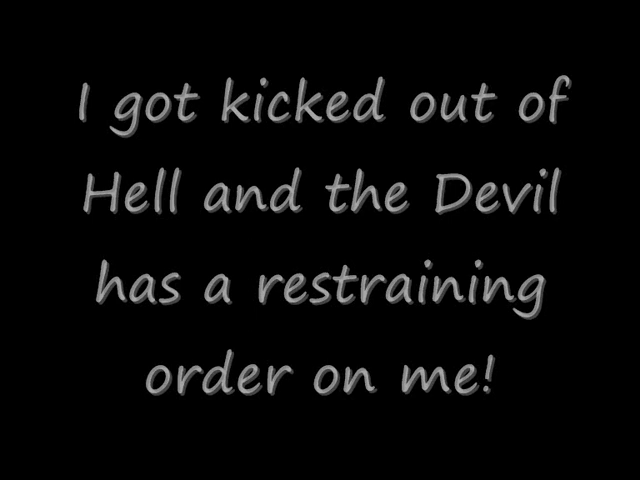 I got kicked out of
Hell and the Devil
has a restraining
order on me!